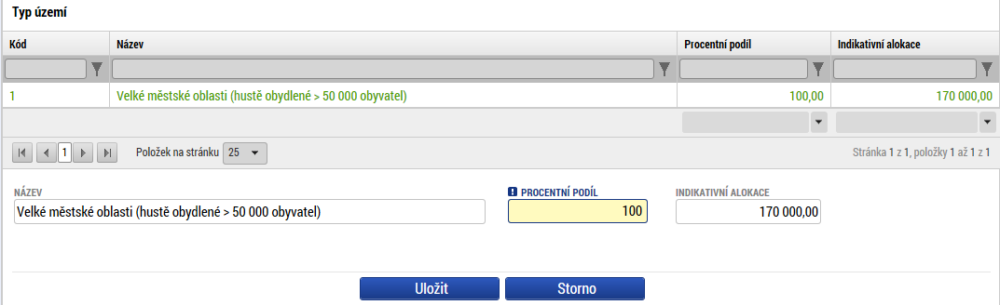 Typ území
Kód Název Procentní podíl Indikativní alokace
1 Velké městské oblasti (hustě obydlené > 50 000 obyvatel) 100,00 170 000,00
1 Položek na stránku 25 Stránka 1 z 1, položky 1 až 1 z 1
NÁZEV PROCENTNÍ PODÍL INDIKATIVNÍ ALOKACE
Velké městské oblasti (hustě obydlené > 50 000 obyvatel) 100 170 000,00
Uložit Storno